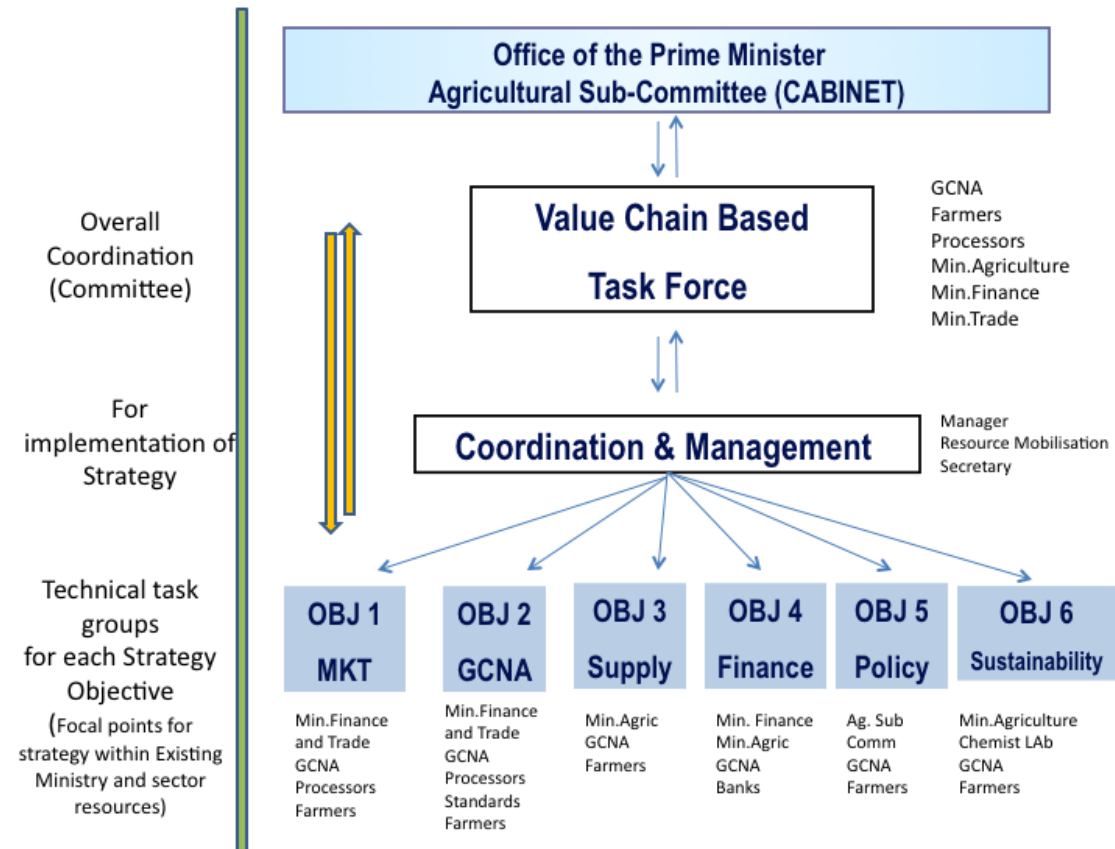 Office of the Prime Minister
Agricultural Sub-Committee (CABINET)
Overall
Coordination
(Committee)
Value Chain Based
Task Force
GCNA
Farmers
Processors
Min.Agriculture
Min.Finance
Min.Trade
For
implementation of
Strategy
Coordination & Management
Manager
Resource Mobilisation
Secretary
Technical task
groups
for each Strategy
Objective
(Focal points for
strategy within Existing
Ministry and sector
resources)
OBJ 1
MKT
Min.Finance
and Trade
GCNA
Processors
Farmers
OBJ 2
GCNA
Min.Finance
and Trade
GCNA
Processors
Standards
Farmers
OBJ 3
Supply
Min.Agric
GCNA
Farmers
OBJ 4
Finance
Min. Finance
Min.Agric
GCNA
Banks
OBJ 5
Policy
Ag. Sub
Comm
GCNA
Farmers
OBJ 6
Sustainability
Min.Agriculture
Chemist LAb
GCNA
Farmers